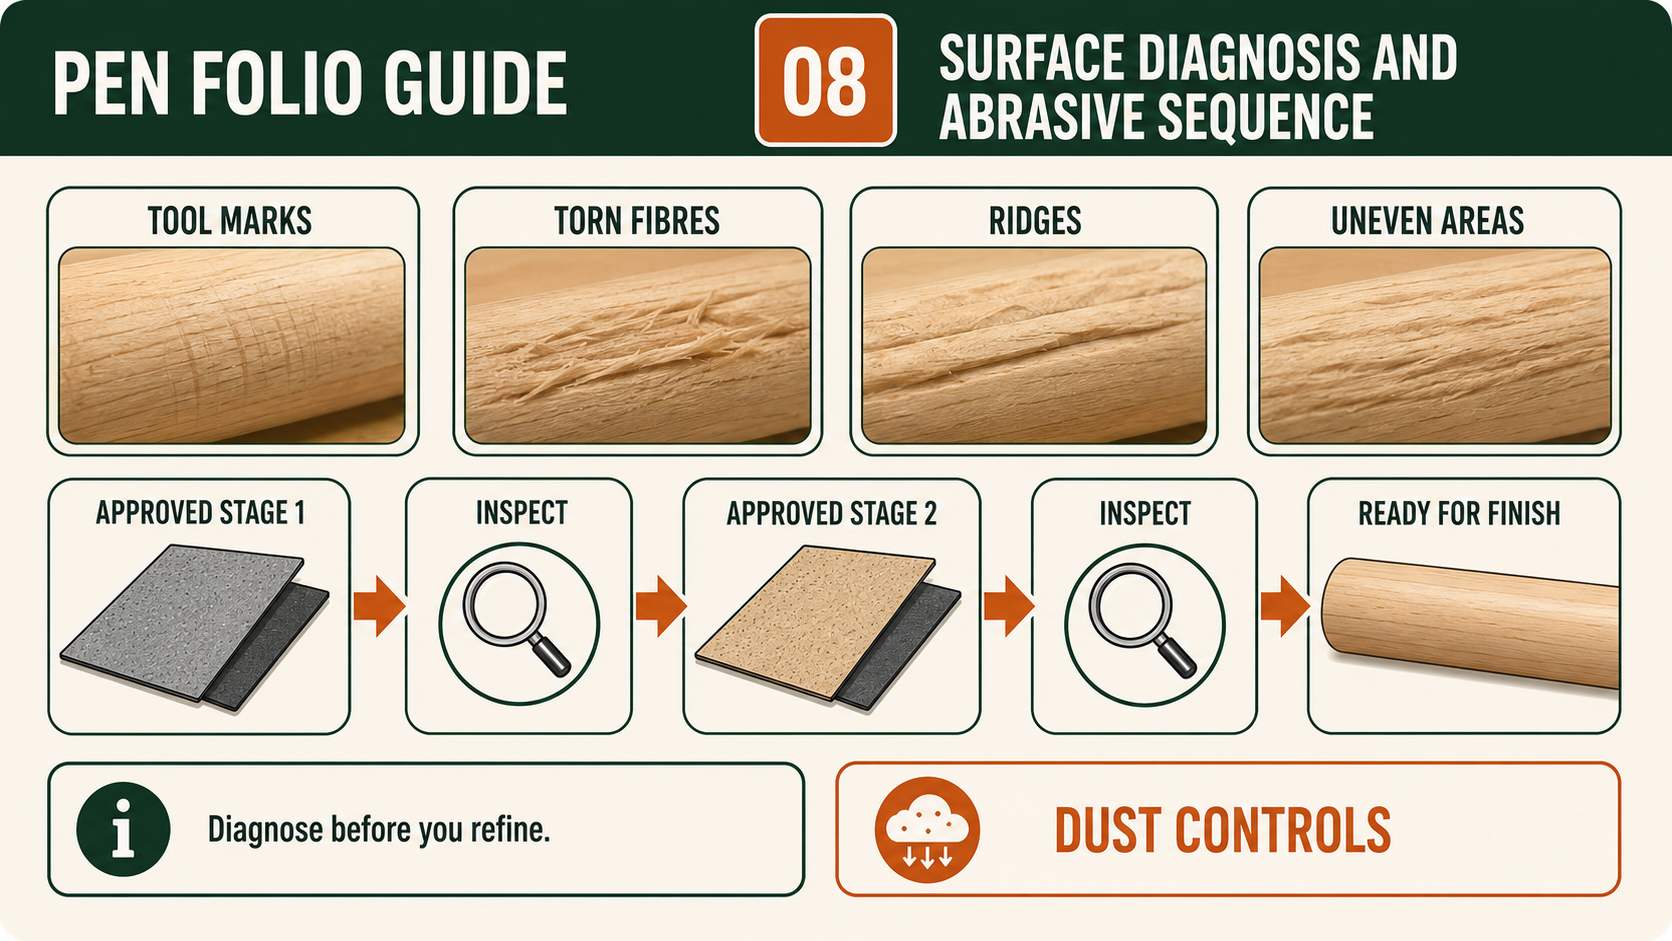 PEN FOLIO GUIDE
08
SURFACE DIAGNOSIS AND
ABRASIVE SEQUENCE
TOOL MARKS
TORN FIBRES
RIDGES
UNEVEN AREAS
APPROVED STAGE 1
INSPECT
APPROVED STAGE 2
INSPECT
READY FOR FINISH
Diagnose before you refine.
DUST CONTROLS